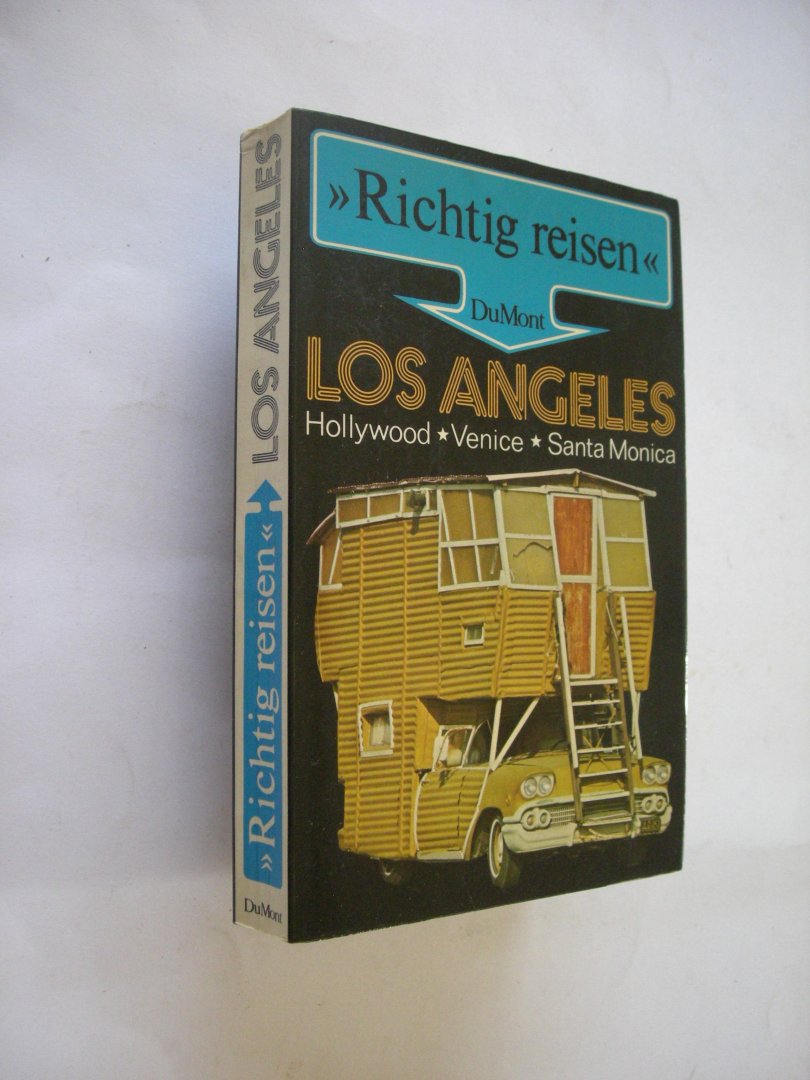 »Richtig reisen«
DuMont
LOS ANGELES
Hollywood ★ Venice ★ Santa Monica
LOS ANGELES
»Richtig reisen«
DuMont